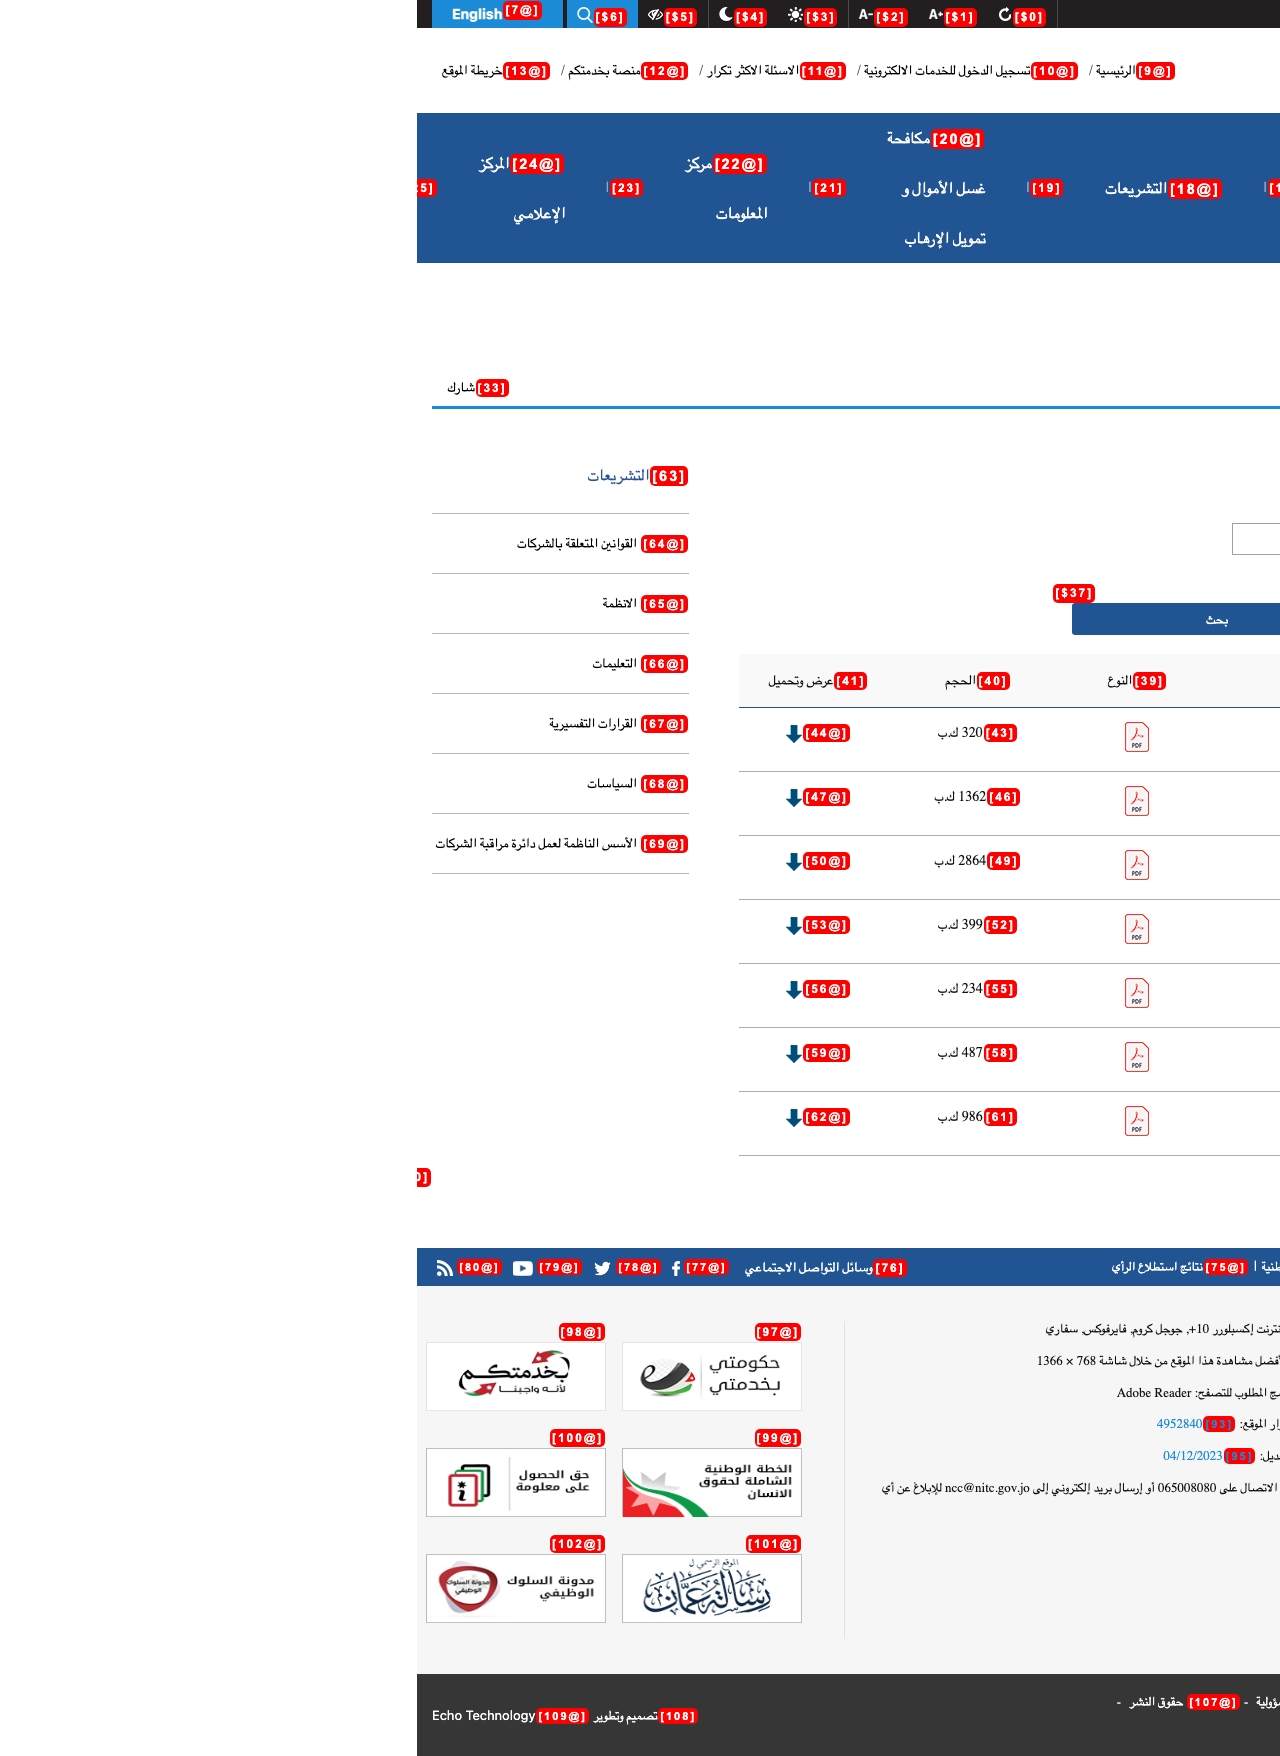 [$0] A+ [$1] A- [$2] [$3] [$4] [$5] [$6] English [@7]
[@9]الرئيسية / [@10]تسجيل الدخول للخدمات الالكترونية / [@11]الاسئلة الاكثر تكرار / [@12]منصة بخدمتكم / [@13]خريطة الموقع
[@18]التشريعات [19] |
[@20]مكافحة غسل الأموال و تمويل الإرهاب [21] |
[@22]مركز المعلومات [23] |
[@24]المركز الإعلامي
[33]شارك
[63]التشريعات
[@64] القوانين المتعلقة بالشركات
[@65] الانظمة
[@66] التعليمات
[@67] القرارات التفسيرية
[@68] السياسات
[@69] الأسس الناظمة لعمل دائرة مراقبة الشركات
[$37]
بحث
[39]النوع [40]الحجم [41]عرض وتحميل
PDF [43]320 ك.ب [@44]
PDF [46]1362 ك.ب [@47]
PDF [49]2864 ك.ب [@50]
PDF [52]399 ك.ب [@53]
PDF [55]234 ك.ب [@56]
PDF [58]487 ك.ب [@59]
PDF [61]986 ك.ب [@62]
| [@75]نتائج استطلاع الرأي [76]وسائل التواصل الاجتماعي [@77] [@78] [@79] [@80]
إكسبلورر 10+, جوجل كروم, فايرفوكس, سفاري
مشاهدة هذا الموقع من خلال شاشة 768 × 1366
المطلوب للتصفح: Adobe Reader
الموقع: [93]4952840
[95]04/12/2023
الاتصال على 065008080 أو إرسال بريد إلكتروني إلى ncc@nitc.gov.jo للإبلاغ عن أي
[@97] [@98]
حكومتي بخدمتي
بخدمتكم
لأنه واجبنا
[@99] [@100]
الخطة الوطنية الشاملة لحقوق الانسان
حق الحصول على معلومة
[@101] [@102]
الموقع الرسمي ل
رسالة عمّان
مدونة السلوك الوظيفي
مدونة السلوك الوظيفي
- [@107] حقوق النشر -
[108]تصميم وتطوير [@109]Echo Technology